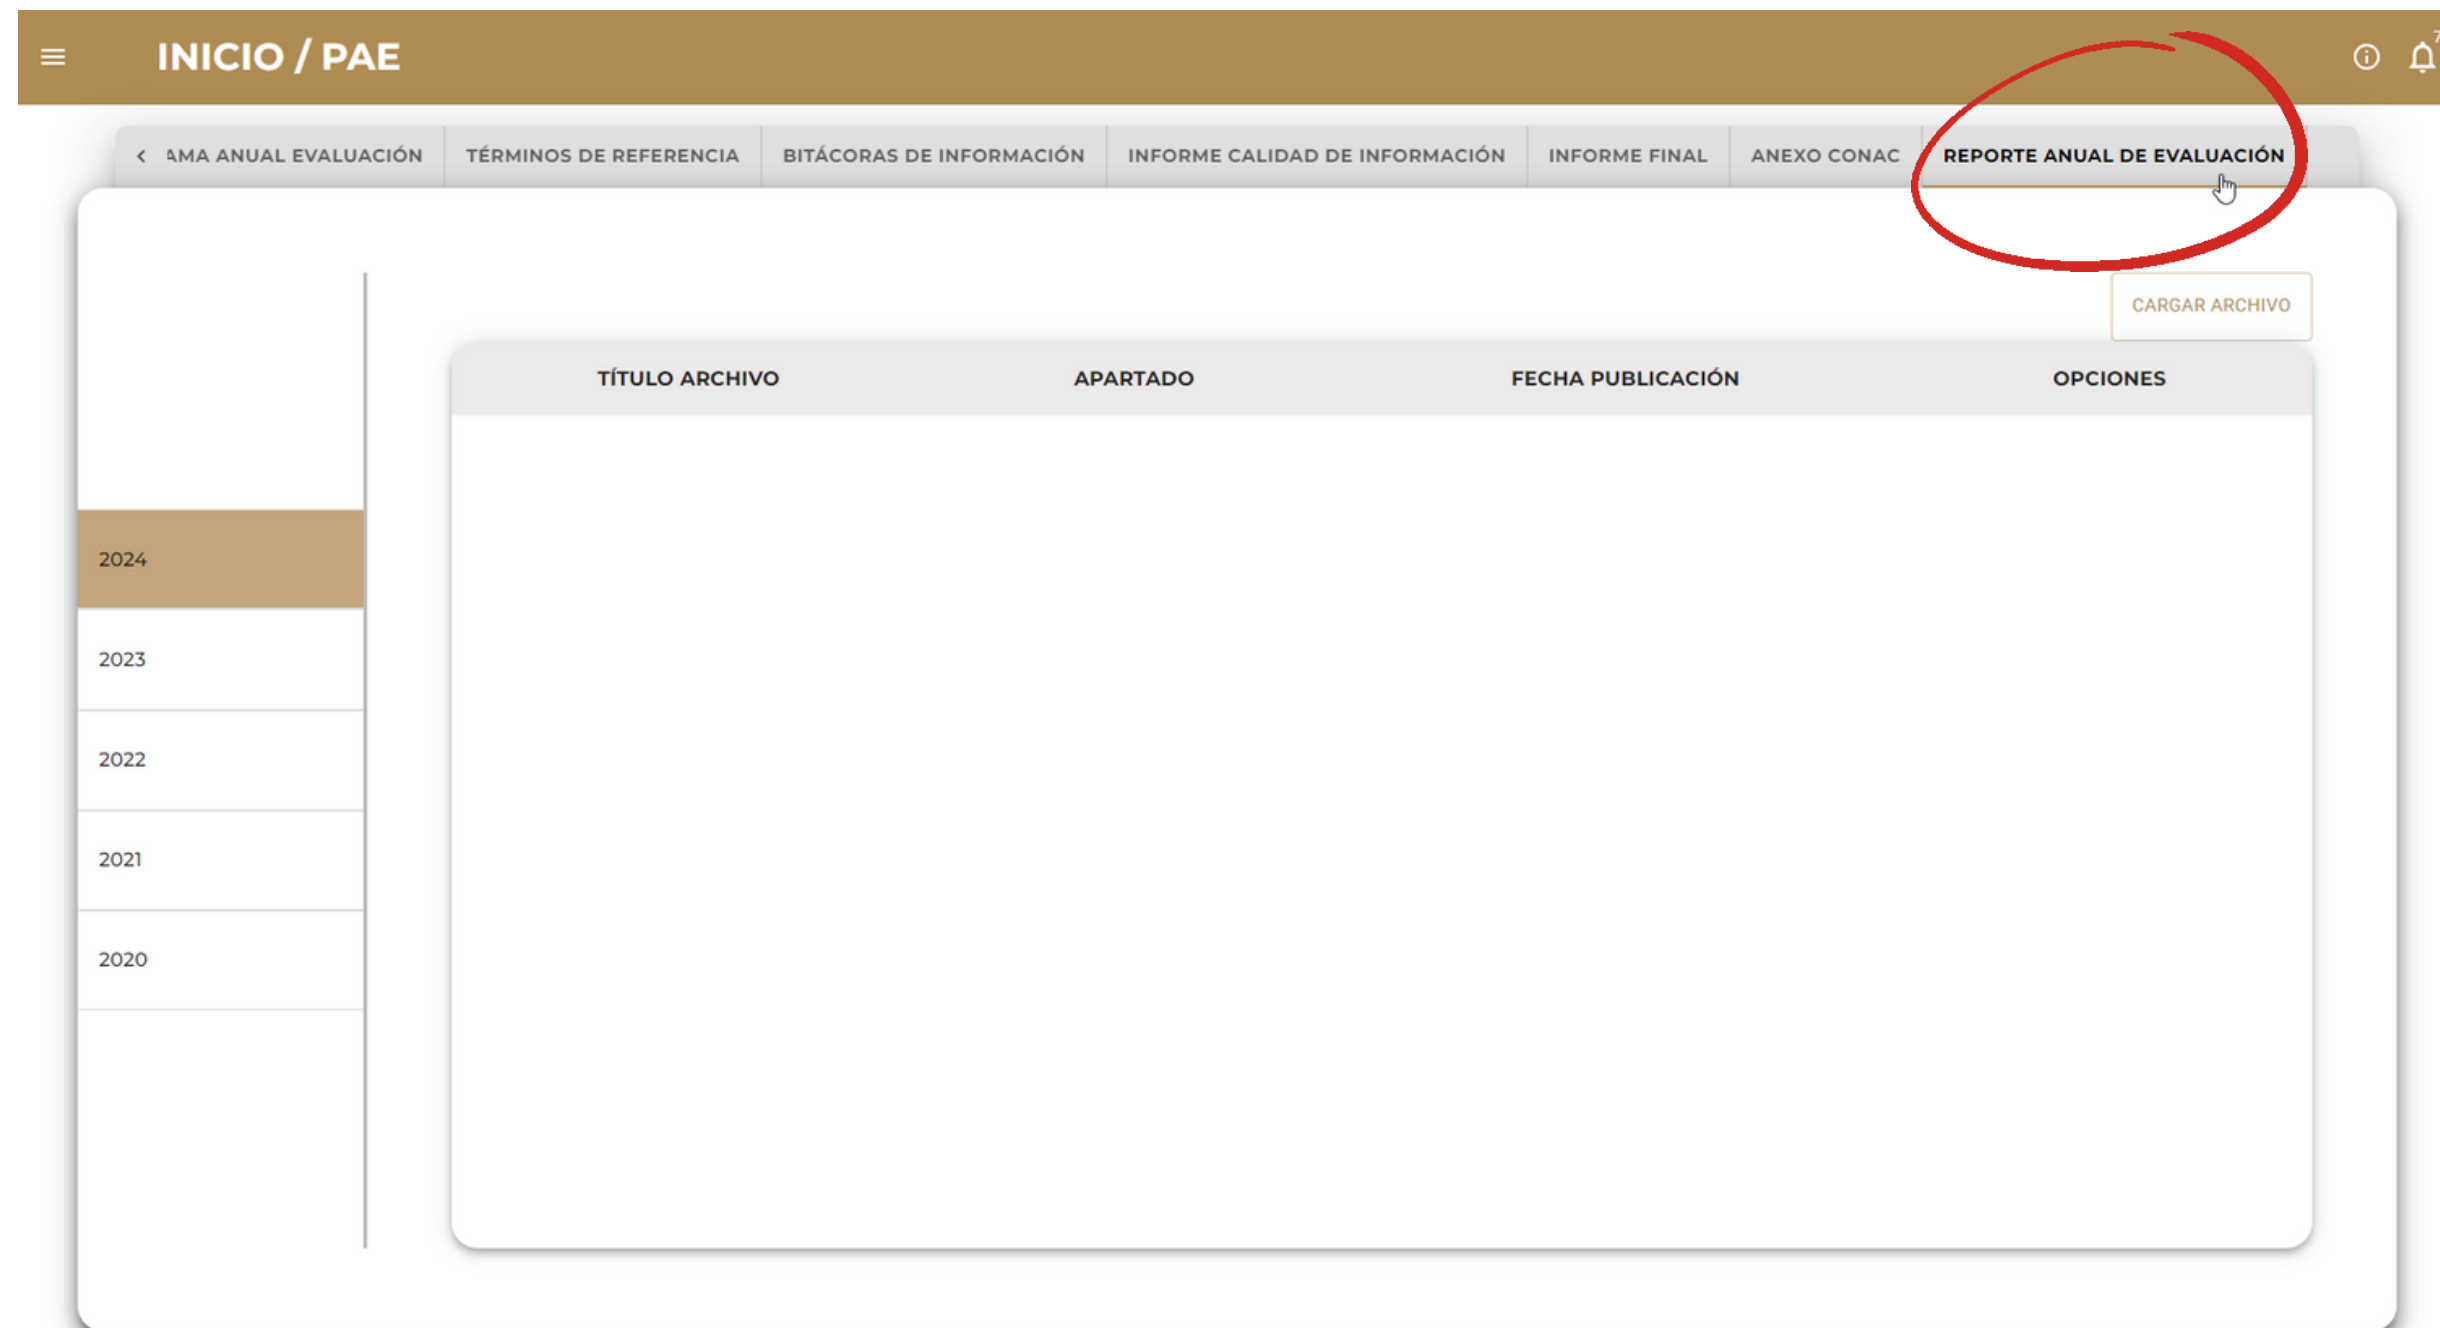 INICIO / PAE
7
AMA ANUAL EVALUACIÓN TÉRMINOS DE REFERENCIA BITÁCORAS DE INFORMACIÓN INFORME CALIDAD DE INFORMACIÓN INFORME FINAL ANEXO CONAC REPORTE ANUAL DE EVALUACIÓN
CARGAR ARCHIVO
TÍTULO ARCHIVO APARTADO FECHA PUBLICACIÓN OPCIONES
2024
2023
2022
2021
2020